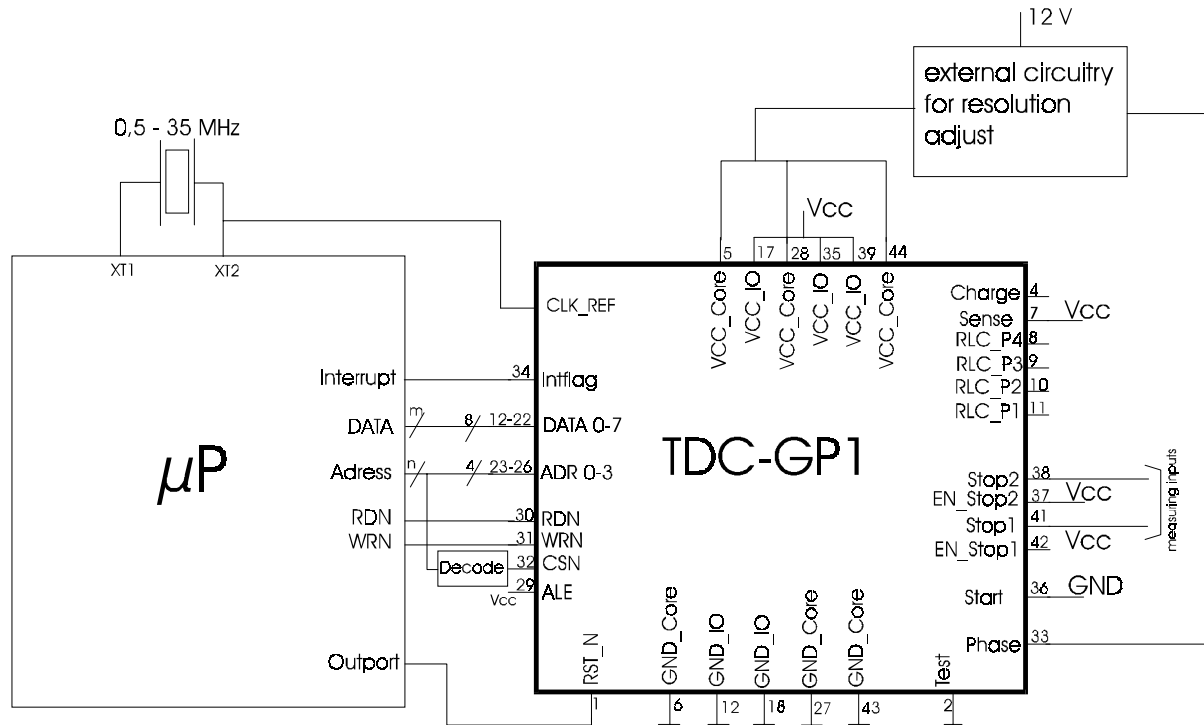 12 V
external circuitry
for resolution
adjust
0,5 - 35 MHz
Vcc
XT1
XT2
5
17
28
35
39
44
VCC_Core
VCC_IO
VCC_Core
VCC_IO
VCC_IO
VCC_Core
CLK_REF
Charge
4
Sense
7
Vcc
RLC_P4
8
RLC_P3
9
RLC_P2
10
RLC_P1
11
Interrupt
34
Intflag
DATA
m
8
12-22
DATA 0-7
Adress
n
4
23-26
ADR 0-3
µP
TDC-GP1
RDN
30
RDN
WRN
31
WRN
Decode
32
CSN
Vcc
29
ALE
Stop2
38
EN_Stop2
37
Vcc
Stop1
41
EN_Stop1
42
Vcc
measuring inputs
Start
36
GND
Phase
33
Outport
RST_N
GND_Core
GND_IO
GND_IO
GND_Core
GND_Core
Test
1
6
12
18
27
43
2